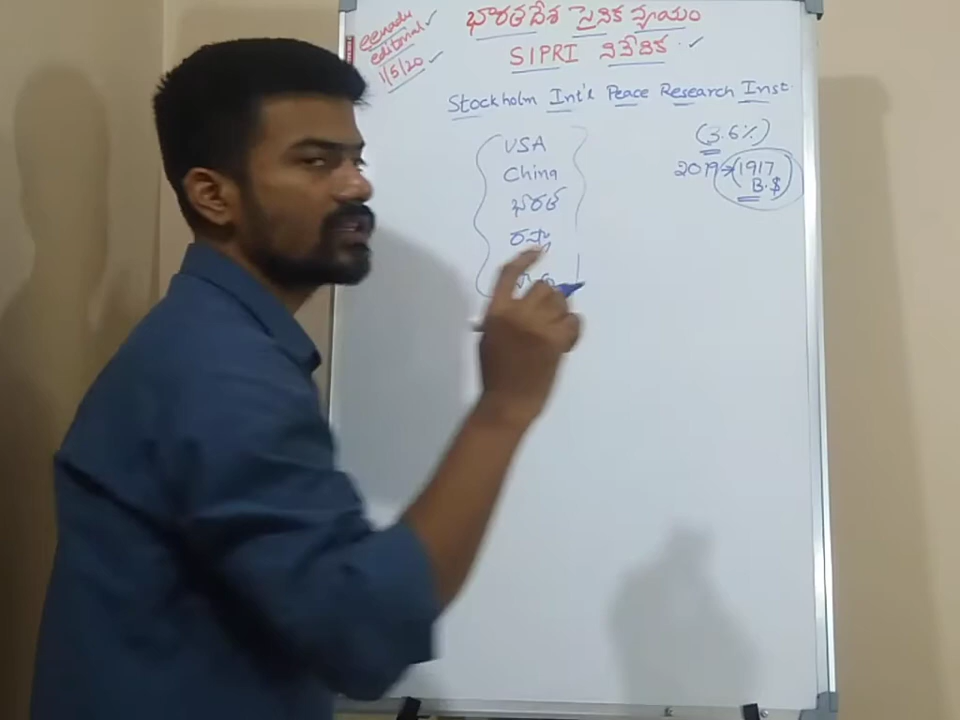 eenadu
editorial
1/5/20
భారతదేశ సైనిక వ్యయం
SIPRI నివేదిక
Stockholm Int'l Peace Research Inst.
USA
China
భారత్
రష్యా
(3.6%)
2019→(1917
B.$